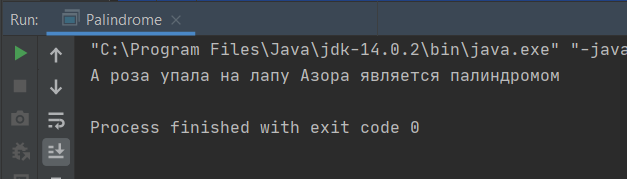 Run: Palindrome
"C:\Program Files\Java\jdk-14.0.2\bin\java.exe" "-java
А роза упала на лапу Азора является палиндромом
Process finished with exit code 0